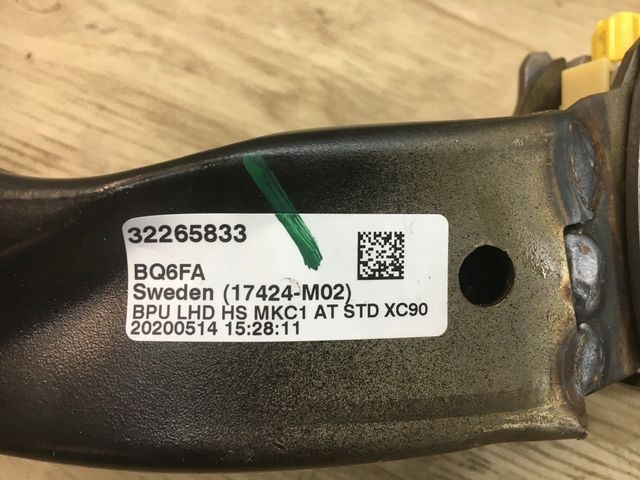 32265833
BQ6FA
Sweden (17424-M02)
BPU LHD HS MKC1 AT STD XC90
20200514 15:28:11